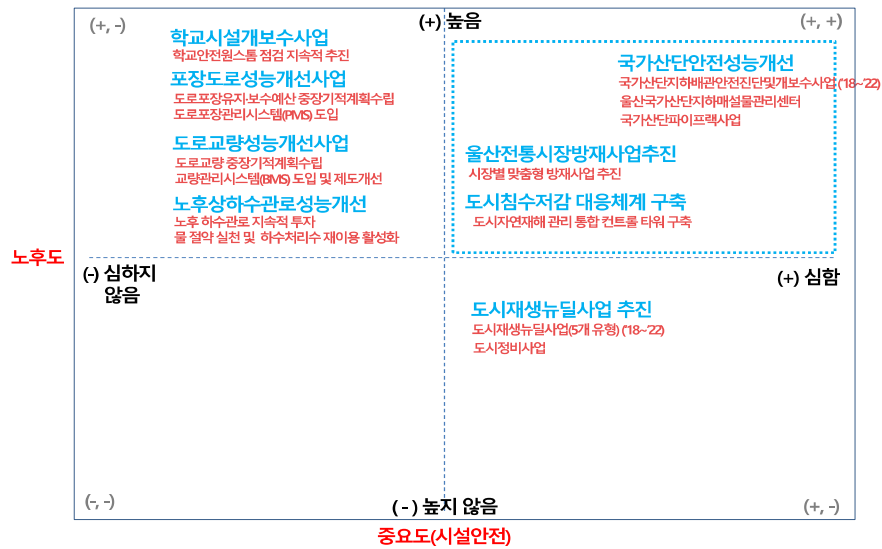 (+, -)
(+) 높음
(+, +)
학교시설개보수사업
학교안전원스톰 점검 지속적 추진
포장도로성능개선사업
도로포장유지·보수예산 중장기적계획수립
도로포장관리시스템(PMS) 도입
도로교량성능개선사업
도로교량 중장기적계획수립
교량관리시스템(BMS) 도입 및 제도개선
노후상하수관로성능개선
노후 하수관로 지속적 투자
물 절약 실천 및 하수처리수 재이용 활성화
국가산단안전성능개선
국가산단지하배관안전진단및개보수사업 ('18~'22)
울산국가산단지하매설물관리센터
국가산단파이프랙사업
울산전통시장방재사업추진
시장별 맞춤형 방재사업 추진
도시침수저감 대응체계 구축
도시자연재해 관리 통합 컨트롤 타워 구축
노후도
(-) 심하지
않음
(+) 심함
도시재생뉴딜사업 추진
도시재생뉴딜사업(5개 유형) ('18~'22)
도시정비사업
(-, -)
( - ) 높지 않음
(+, -)
중요도(시설안전)